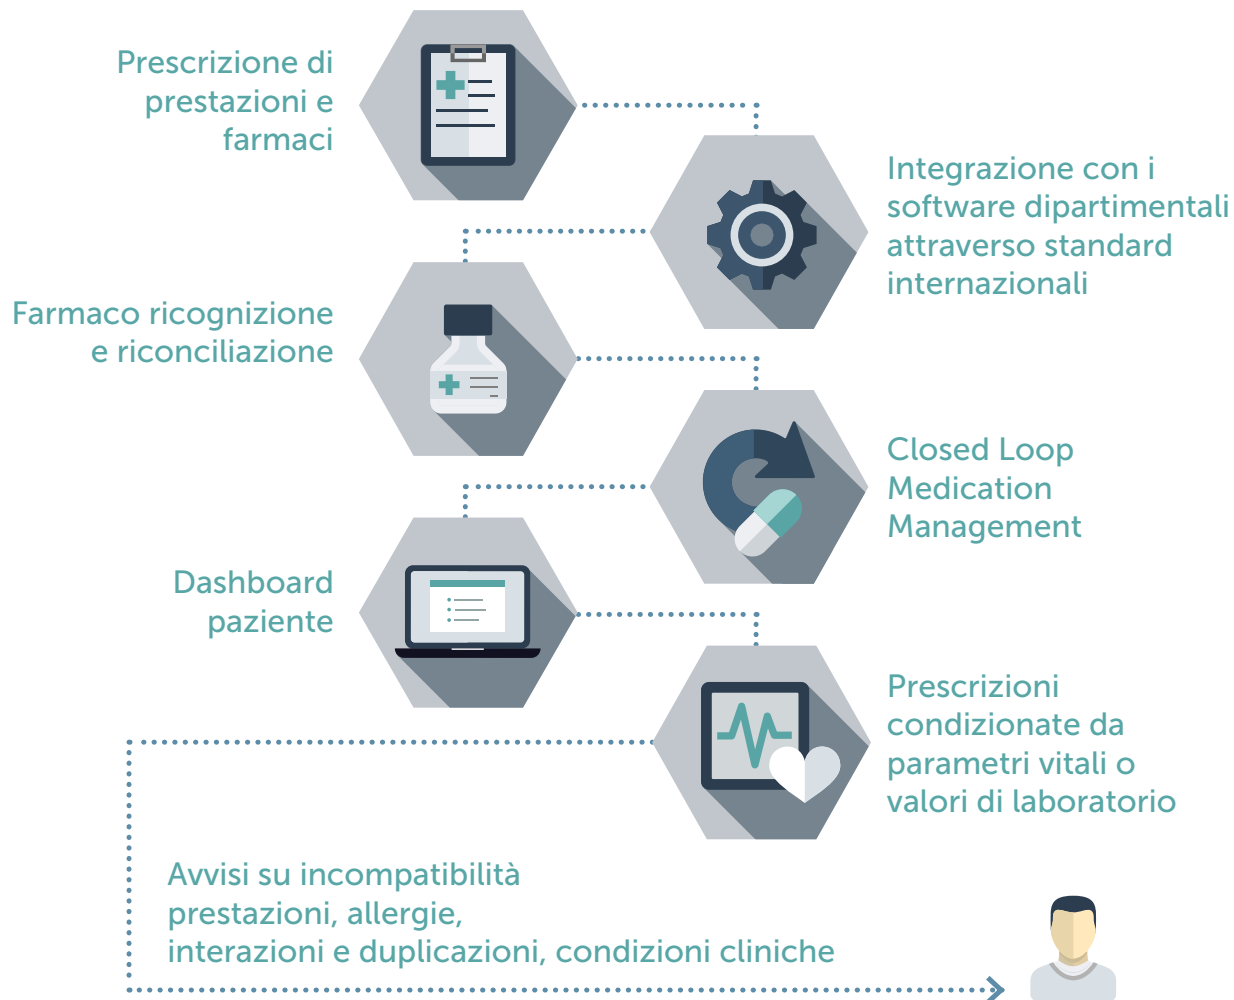 Prescrizione di
prestazioni e
farmaci
Integrazione con i
software dipartimentali
attraverso standard
internazionali
Farmaco ricognizione
e riconciliazione
Closed Loop
Medication
Management
Dashboard
paziente
Prescrizioni
condizionate da
parametri vitali o
valori di laboratorio
Avvisi su incompatibilità
prestazioni, allergie,
interazioni e duplicazioni, condizioni cliniche